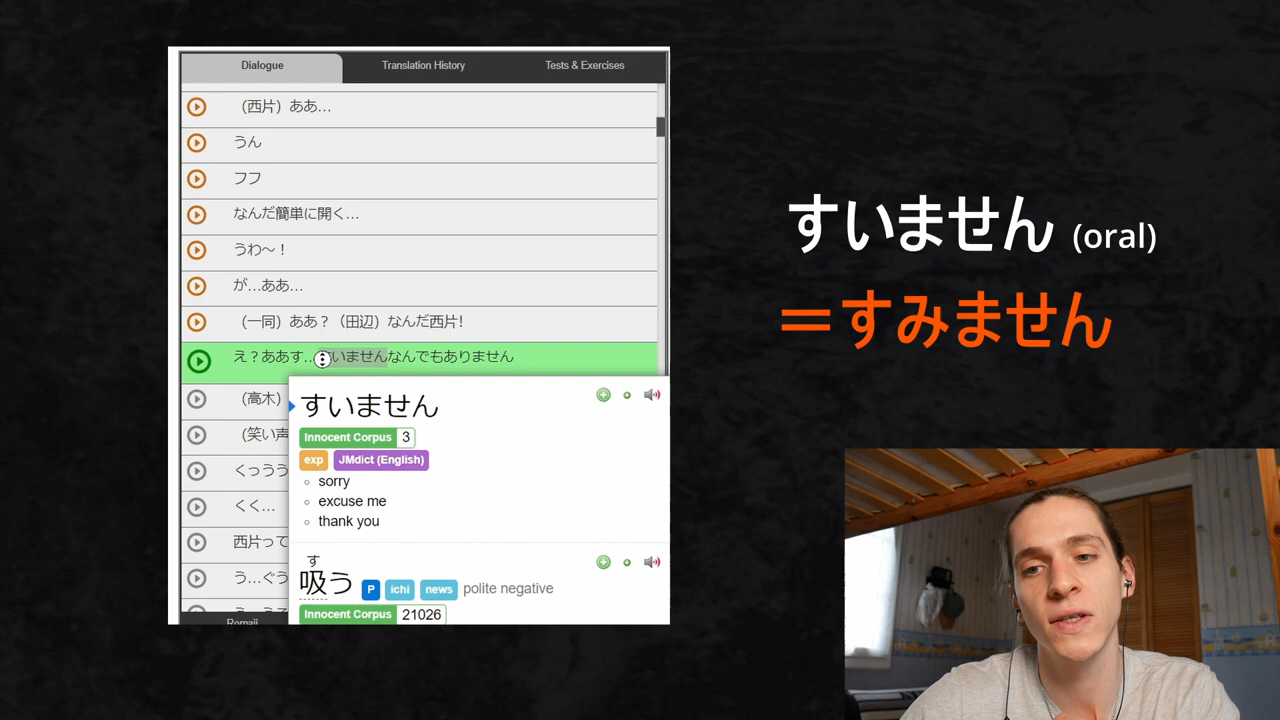 Dialogue
Translation History
Tests & Exercises
（西片）ああ…
うん
フフ
なんだ簡単に開く…
うわ～！
が…ああ…
（一同）ああ？（田辺）なんだ西片!
え？ああす…すいませんなんでもありません
（高木）
（笑い声
くっうう
くく…
西片って
う…ぐう
すいません
Innocent Corpus 3
exp JMdict (English)
sorry
excuse me
thank you
す
吸う P ichi news polite negative
Innocent Corpus 21026
Romaji
すいません (oral)
＝すみません